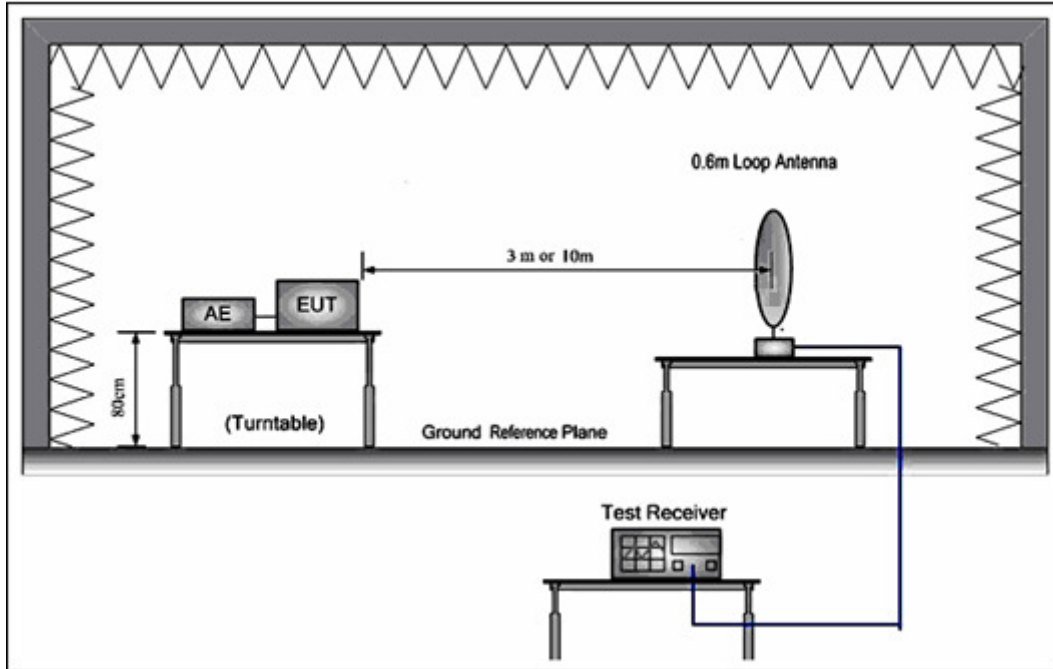 0.6m Loop Antenna
3 m or 10m
AE
EUT
80cm
(Turntable)
Ground Reference Plane
Test Receiver